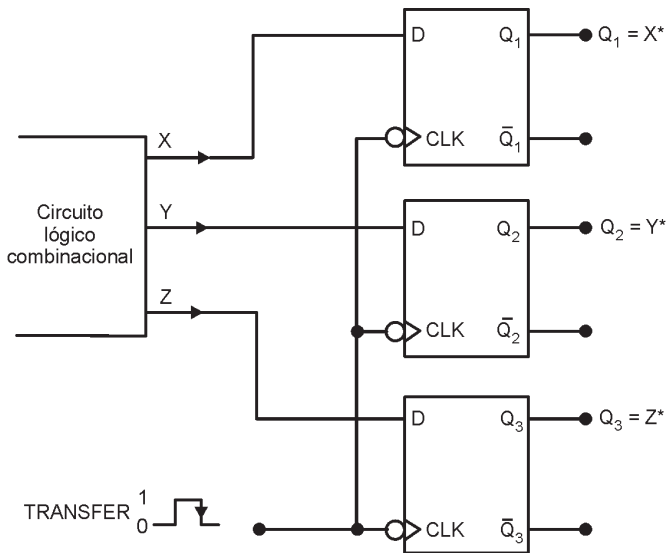 D
Q₁
Q₁ = X*
CLK
Q̅₁
X
Circuito
lógico
combinacional
Y
D
Q₂
Q₂ = Y*
Z
CLK
Q̅₂
D
Q₃
Q₃ = Z*
TRANSFER
1
0
CLK
Q̅₃